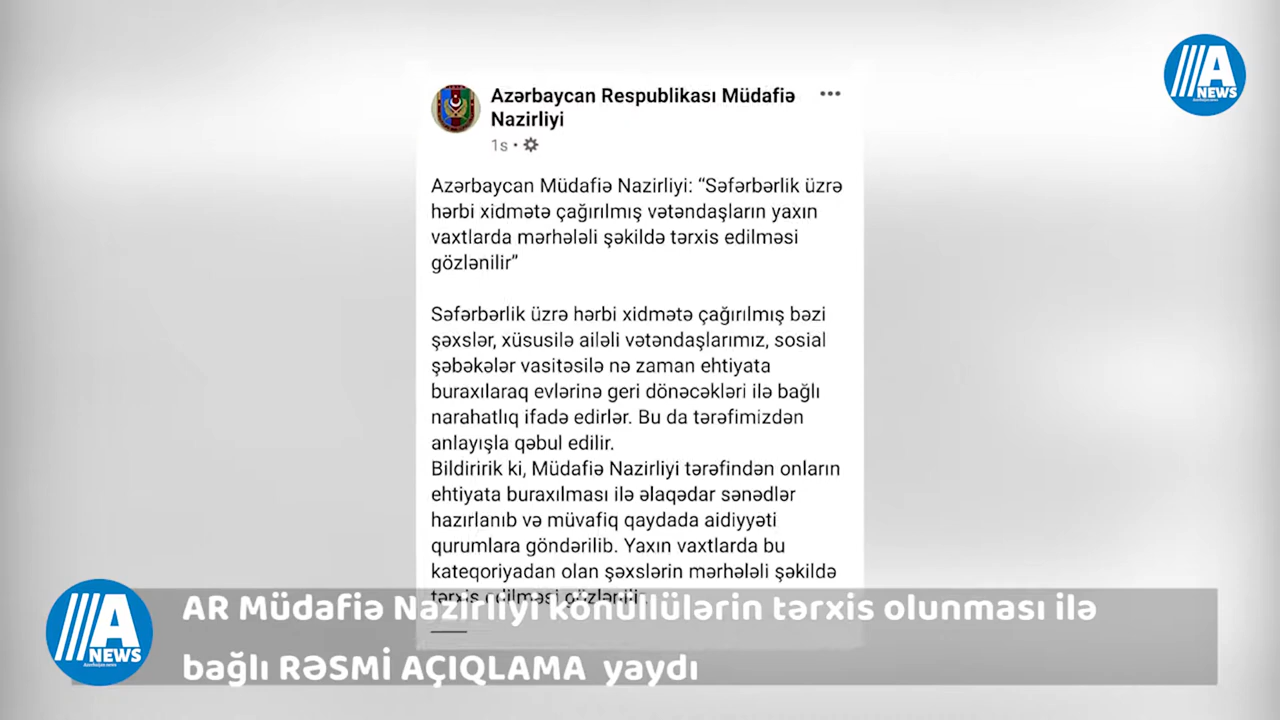 A
NEWS
Azərbaycan Respublikası Müdafiə
Nazirliyi
1s •
Azərbaycan Müdafiə Nazirliyi: “Səfərbərlik üzrə
hərbi xidmətə çağırılmış vətəndaşların yaxın
vaxtlarda mərhələli şəkildə tərxis edilməsi
gözlənilir”
Səfərbərlik üzrə hərbi xidmətə çağırılmış bəzi
şəxslər, xüsusilə ailəli vətəndaşlarımız, sosial
şəbəkələr vasitəsilə nə zaman ehtiyata
buraxılaraq evlərinə geri dönəcəkləri ilə bağlı
narahatlıq ifadə edirlər. Bu da tərəfimizdən
anlayışla qəbul edilir.
Bildiririk ki, Müdafiə Nazirliyi tərəfindən onların
ehtiyata buraxılması ilə əlaqədar sənədlər
hazırlanıb və müvafiq qaydada aidiyyəti
qurumlara göndərilib. Yaxın vaxtlarda bu
kateqoriyadan olan şəxslərin mərhələli şəkildə
tərxis edilməsi gözlənilir.
A
NEWS
AR Müdafiə Nazirliyi könüllülərin tərxis olunması ilə
bağlı RƏSMİ AÇIQLAMA yaydı